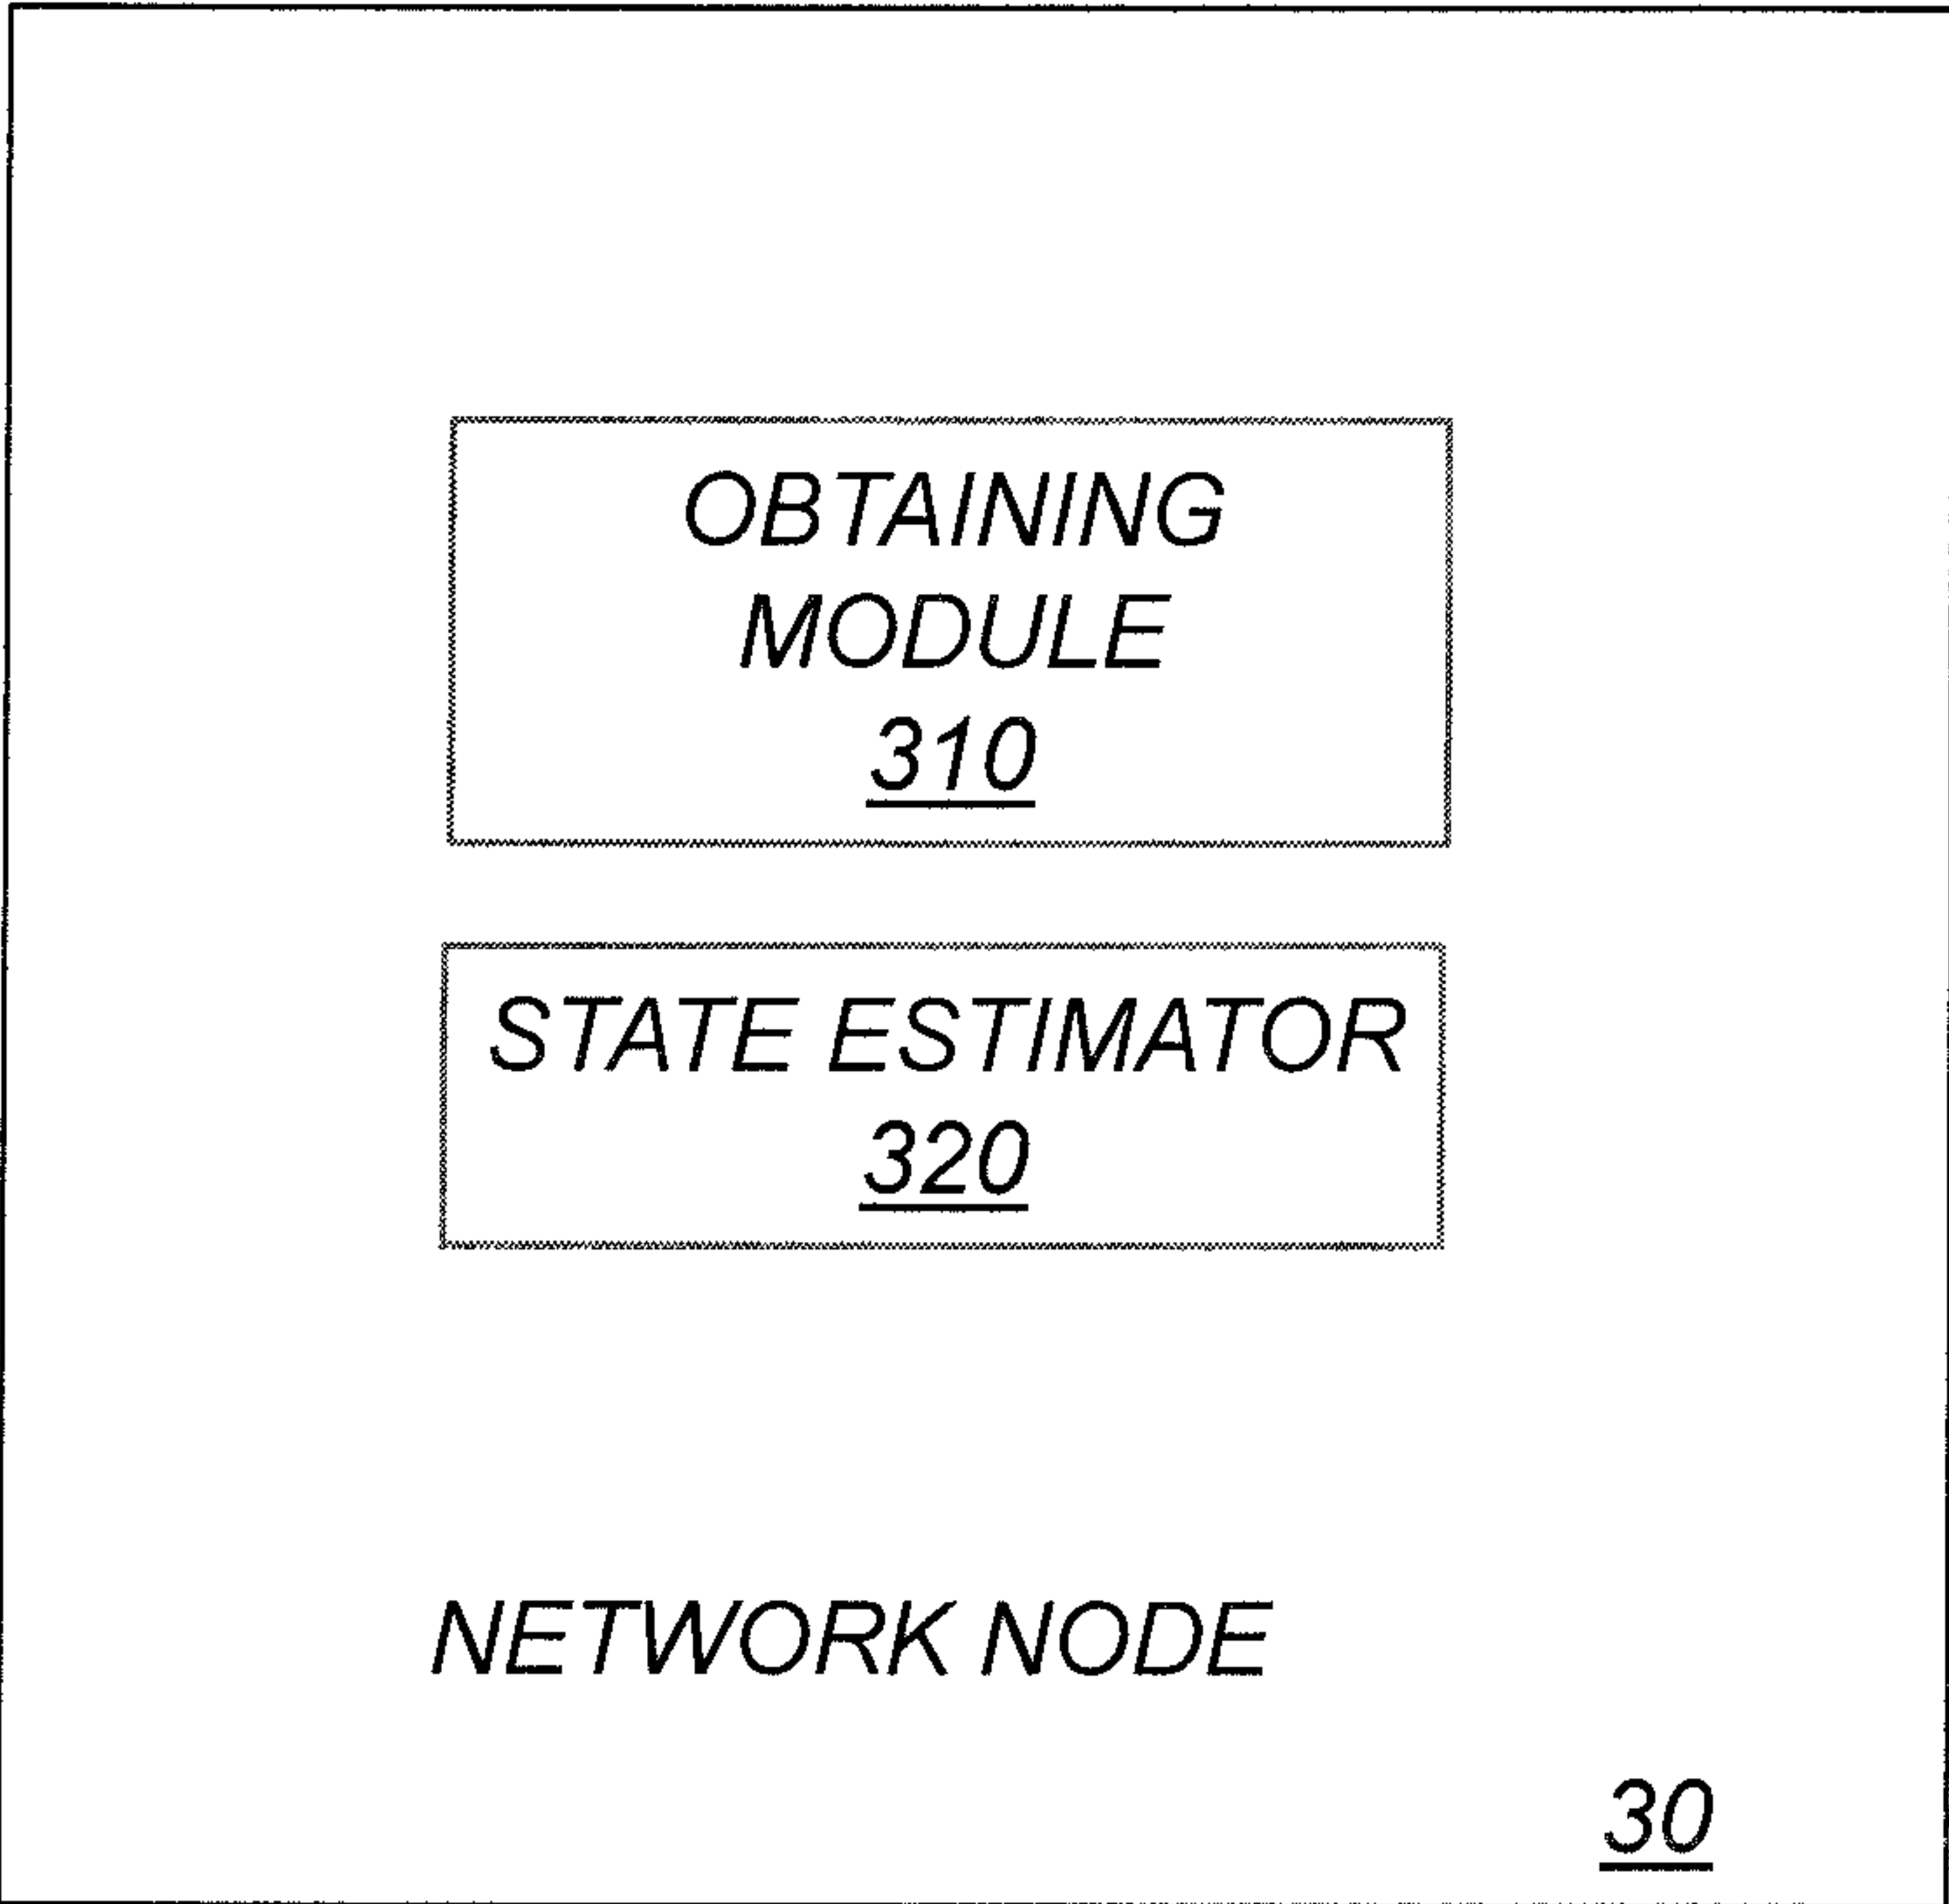 OBTAINING
MODULE
310
STATE ESTIMATOR
320
NETWORK NODE
30